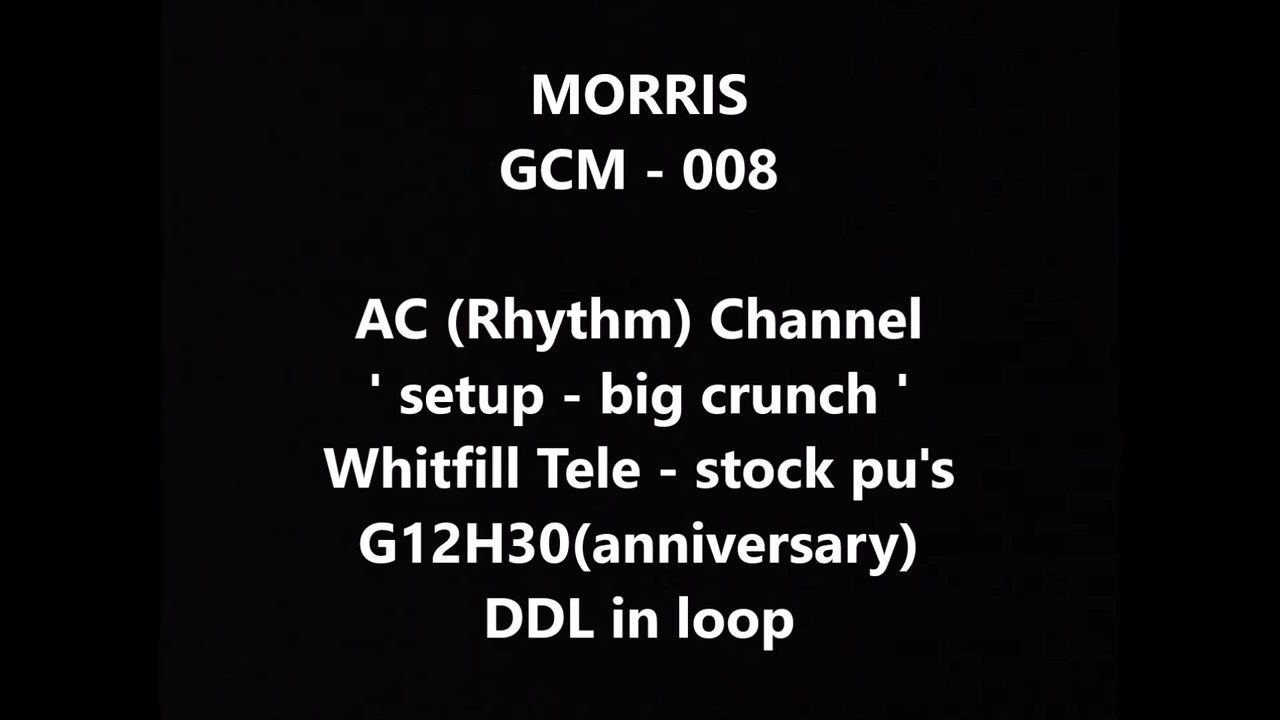 MORRIS
GCM - 008
AC (Rhythm) Channel
' setup - big crunch '
Whitfill Tele - stock pu's
G12H30(anniversary)
DDL in loop